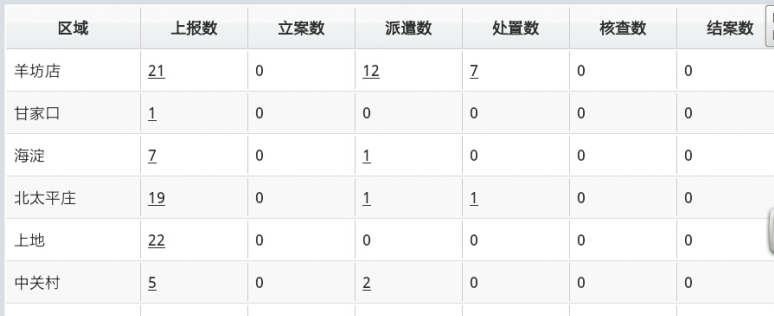 区域 上报数 立案数 派遣数 处置数 核查数 结案数
羊坊店 21 0 12 7 0 0
甘家口 1 0 0 0 0 0
海淀 7 0 1 0 0 0
北太平庄 19 0 1 1 0 0
上地 22 0 0 0 0 0
中关村 5 0 2 0 0 0